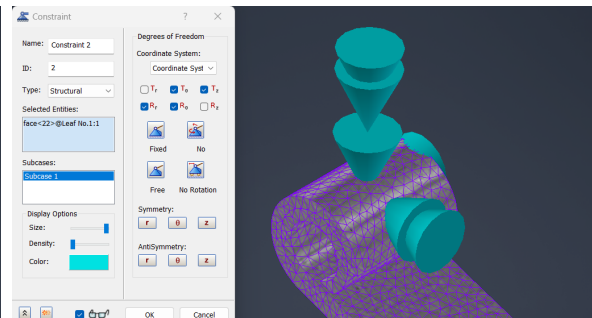 Constraint
Name: Constraint 2
ID: 2
Type: Structural
Selected Entities:
face<22>@Leaf No.1:1
Subcases:
Subcase 1
Display Options
Size:
Density:
Color:
Degrees of Freedom
Coordinate System:
Coordinate Syst
Tr Tθ Tz
Rr Rθ Rz
Fixed No
Free No Rotation
Symmetry:
r θ z
AntiSymmetry:
r θ z
OK Cancel